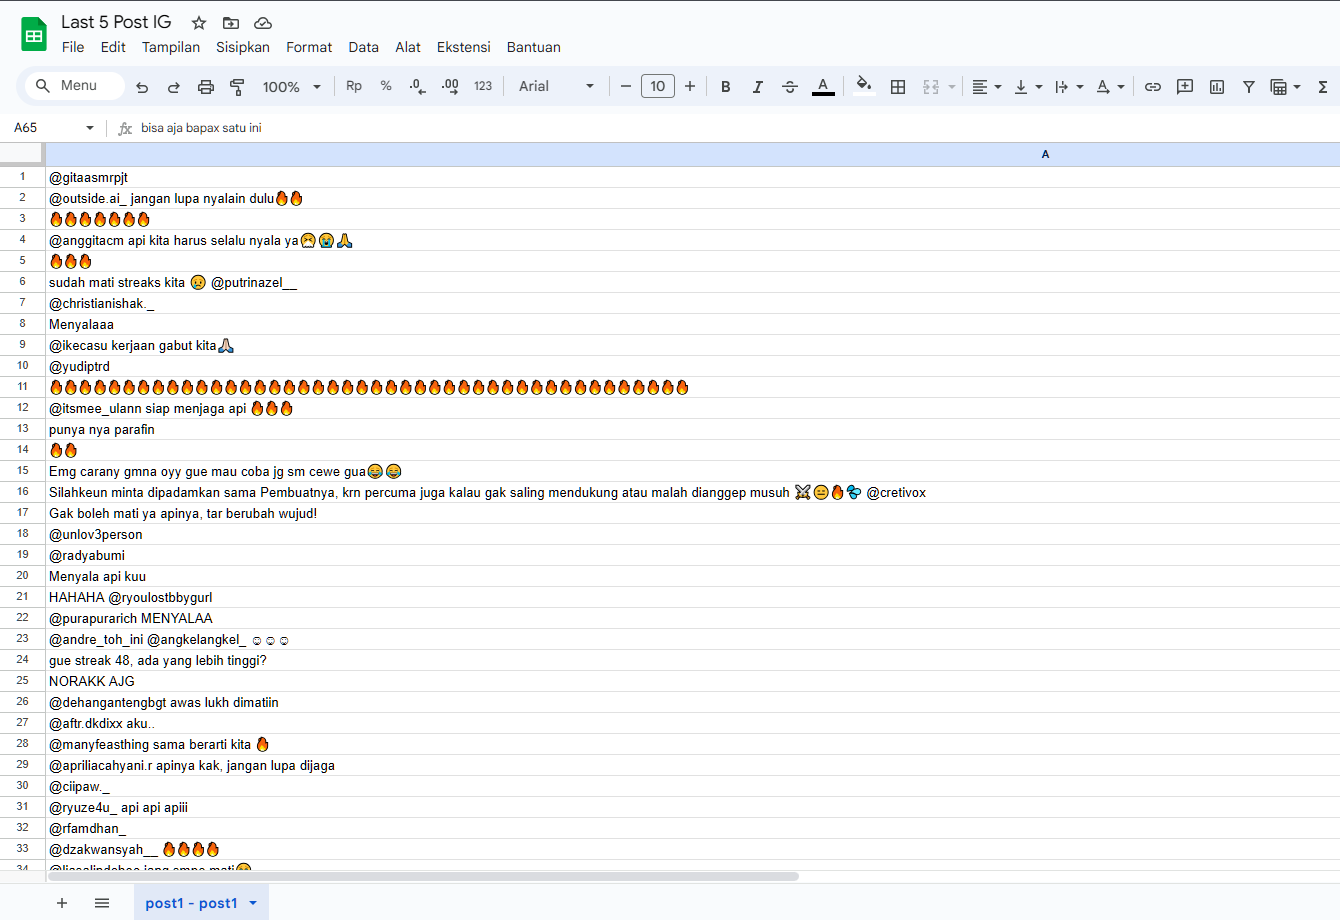 Last 5 Post IG
File Edit Tampilan Sisipkan Format Data Alat Ekstensi Bantuan
Menu 100% Rp % .0 .00 123 Arial 10 B I A Σ
A65 fx bisa aja bapax satu ini
A
1 @gitaasmrpjt
2 @outside.ai_ jangan lupa nyalain dulu🔥🔥
3 🔥🔥🔥🔥🔥🔥🔥
4 @anggitacm api kita harus selalu nyala ya😤😭🙏
5 🔥🔥🔥
6 sudah mati streaks kita 😥 @putrinazel__
7 @christianishak._
8 Menyalaaa
9 @ikecasu kerjaan gabut kita🙏🏻
10 @yudiptrd
11 🔥🔥🔥🔥🔥🔥🔥🔥🔥🔥🔥🔥🔥🔥🔥🔥🔥🔥🔥🔥🔥🔥🔥🔥🔥🔥🔥🔥🔥🔥🔥🔥🔥🔥🔥🔥🔥🔥🔥🔥🔥🔥🔥🔥
12 @itsmee_ulann siap menjaga api 🔥🔥🔥
13 punya nya parafin
14 🔥🔥
15 Emg carany gmna oyy gue mau coba jg sm cewe gua😂😂
16 Silahkeun minta dipadamkan sama Pembuatnya, krn percuma juga kalau gak saling mendukung atau malah dianggep musuh ⚔️😑🔥💦 @cretivox
17 Gak boleh mati ya apinya, tar berubah wujud!
18 @unlov3person
19 @radyabumi
20 Menyala api kuu
21 HAHAHA @ryoulostbbygurl
22 @purapurarich MENYALAA
23 @andre_toh_ini @angkelangkel_ ☺☺☺
24 gue streak 48, ada yang lebih tinggi?
25 NORAKK AJG
26 @dehangantengbgt awas lukh dimatiin
27 @aftr.dkdixx aku..
28 @manyfeasthing sama berarti kita 🔥
29 @apriliacahyani.r apinya kak, jangan lupa dijaga
30 @ciipaw._
31 @ryuze4u_ api api apiii
32 @rfamdhan_
33 @dzakwansyah__ 🔥🔥🔥🔥
34
post1 - post1